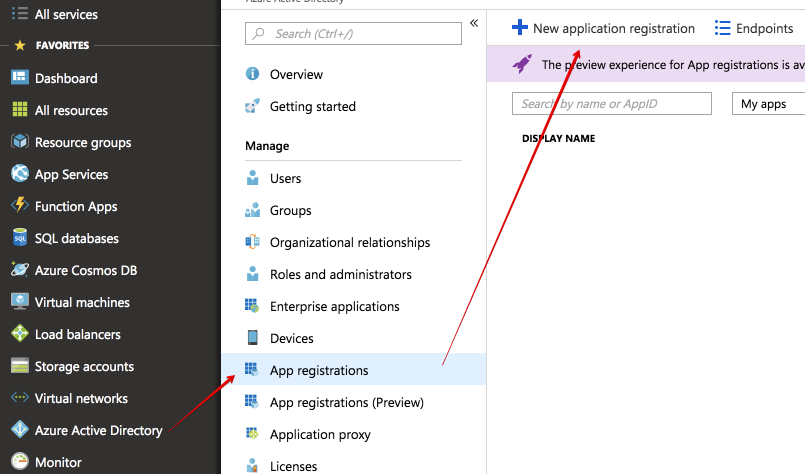 All services
FAVORITES
Dashboard
All resources
Resource groups
App Services
Function Apps
SQL databases
Azure Cosmos DB
Virtual machines
Load balancers
Storage accounts
Virtual networks
Azure Active Directory
Monitor
Azure Active Directory
Search (Ctrl+/)
«
Overview
Getting started
Manage
Users
Groups
Organizational relationships
Roles and administrators
Enterprise applications
Devices
App registrations
App registrations (Preview)
Application proxy
Licenses
New application registration
Endpoints
The preview experience for App registrations is av
Search by name or AppID
My apps
DISPLAY NAME